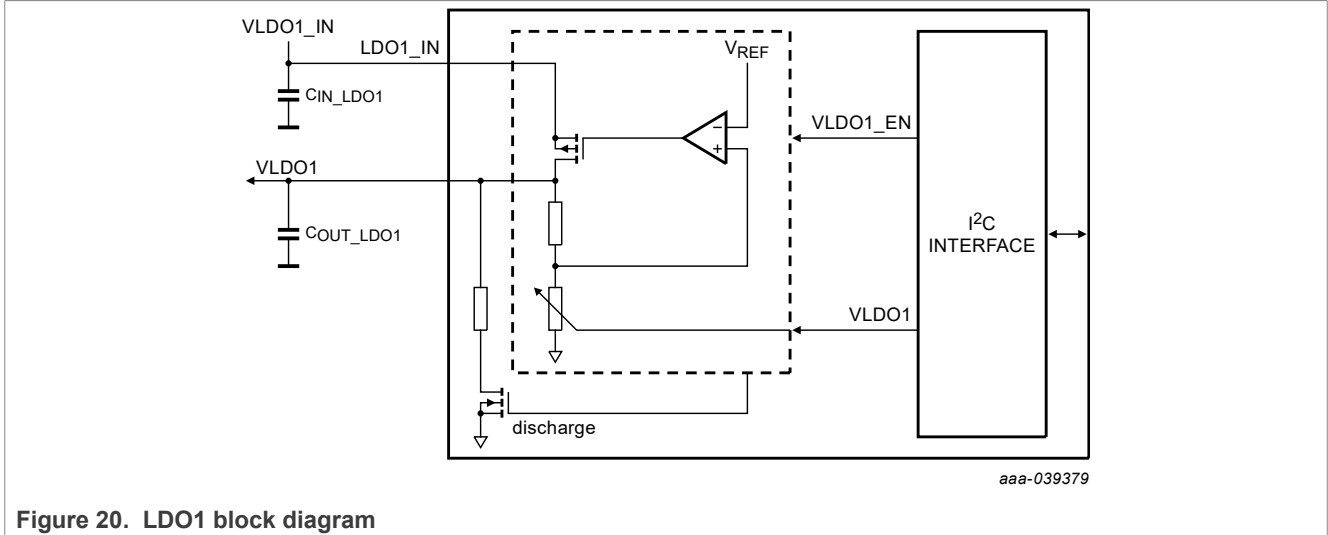 VLDO1_IN
LDO1_IN
VREF
CIN_LDO1
−
+
VLDO1_EN
VLDO1
COUT_LDO1
I2C
INTERFACE
VLDO1
discharge
aaa-039379
Figure 20. LDO1 block diagram